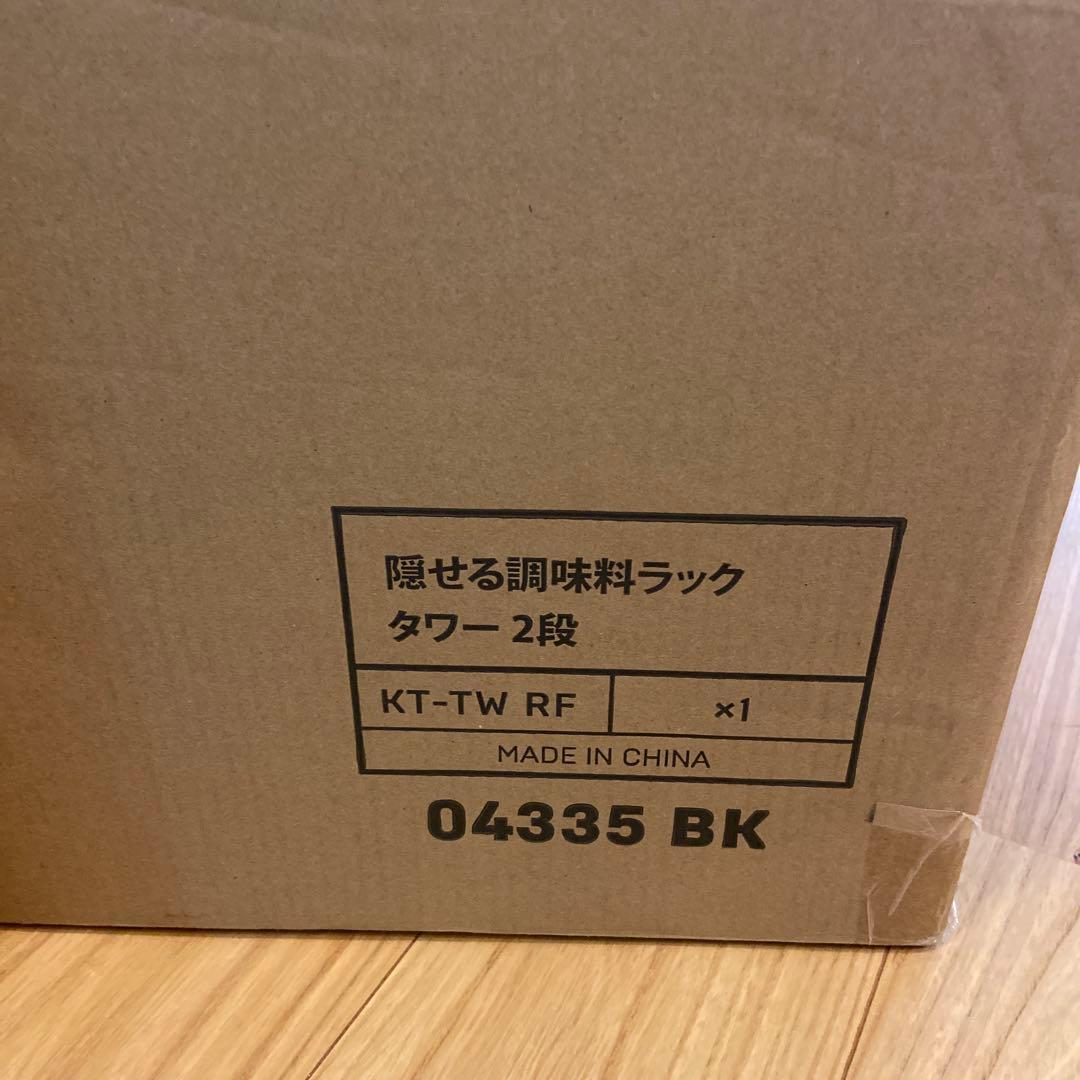 隠せる調味料ラック
タワー 2段
KT-TW RF
×1
MADE IN CHINA
04335 BK